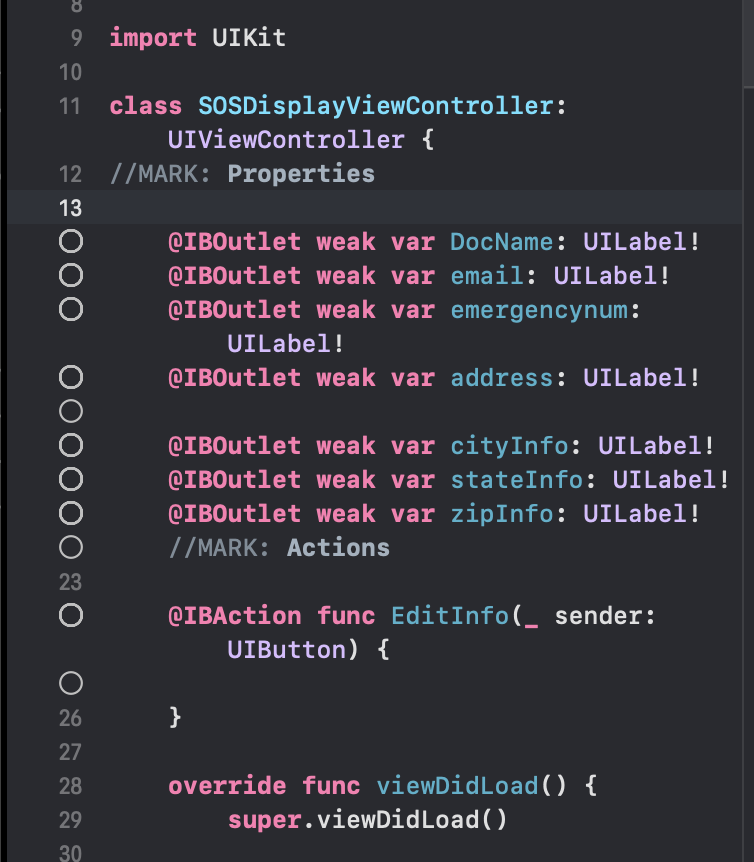 8
9 import UIKit
10
11 class SOSDisplayViewController:
UIViewController {
12 //MARK: Properties
13
@IBOutlet weak var DocName: UILabel!
@IBOutlet weak var email: UILabel!
@IBOutlet weak var emergencynum:
UILabel!
@IBOutlet weak var address: UILabel!
@IBOutlet weak var cityInfo: UILabel!
@IBOutlet weak var stateInfo: UILabel!
@IBOutlet weak var zipInfo: UILabel!
//MARK: Actions
23
@IBAction func EditInfo(_ sender:
UIButton) {
26 }
27
28 override func viewDidLoad() {
29 super.viewDidLoad()
30